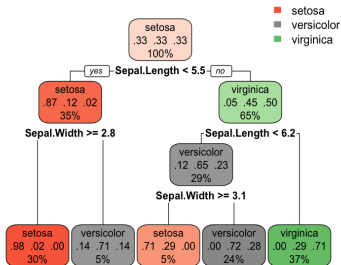 setosa
versicolor
virginica
setosa
.33 .33 .33
100%
yes Sepal.Length < 5.5 no
setosa
.87 .12 .02
35%
virginica
.05 .45 .50
65%
Sepal.Width >= 2.8
Sepal.Length < 6.2
versicolor
.12 .65 .23
29%
Sepal.Width >= 3.1
setosa
.98 .02 .00
30%
versicolor
.14 .71 .14
5%
setosa
.71 .29 .00
5%
versicolor
.00 .72 .28
24%
virginica
.00 .29 .71
37%